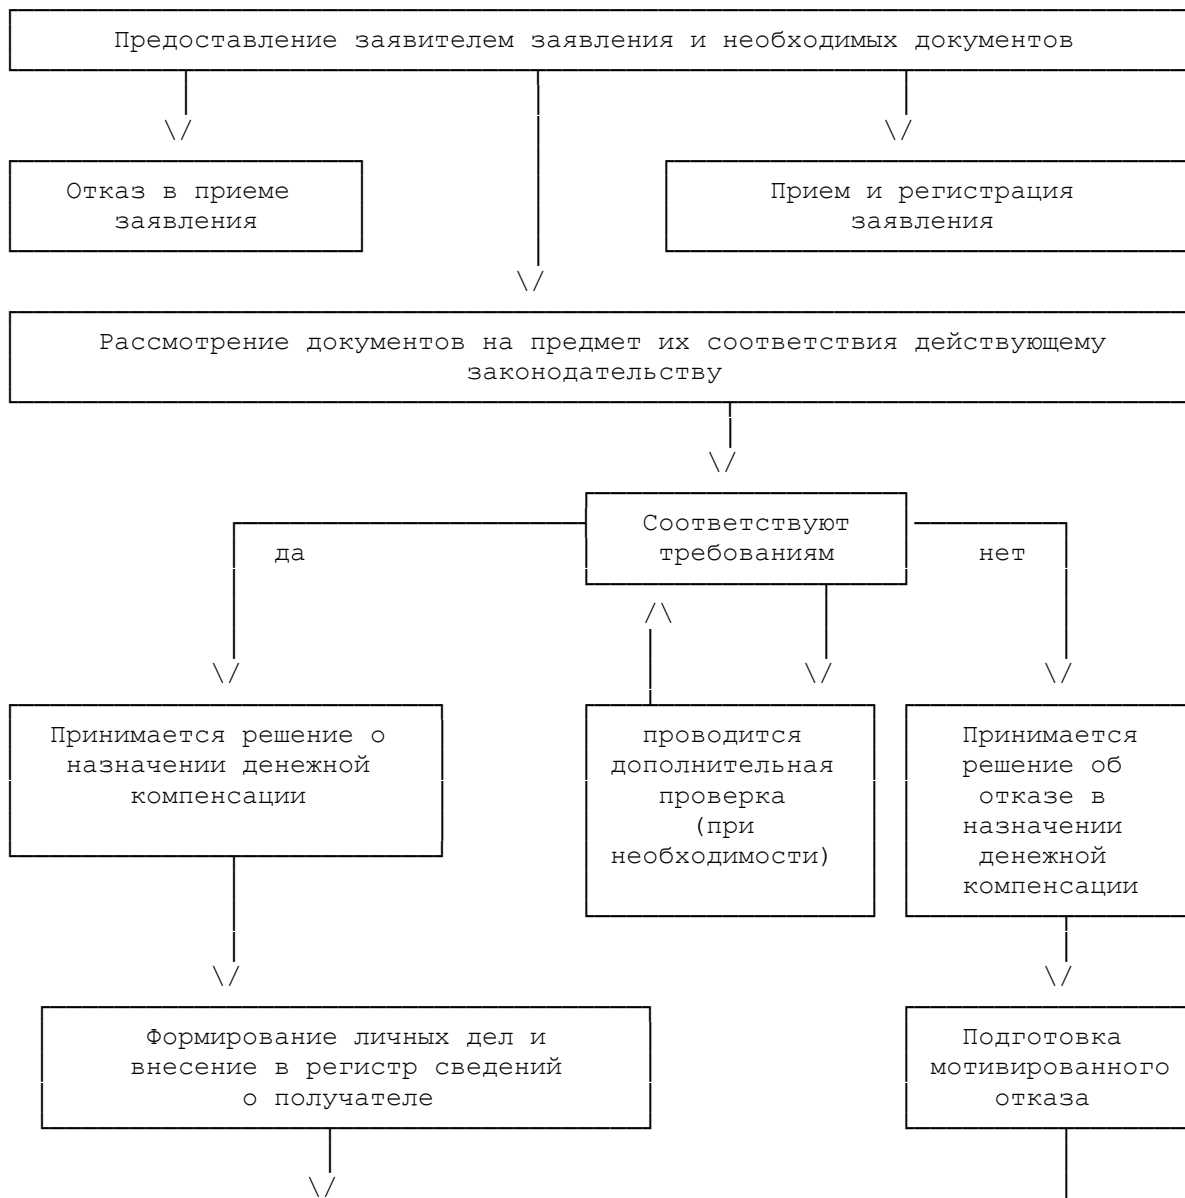 Предоставление заявителем заявления и необходимых документов
Отказ в приеме
заявления
Прием и регистрация
заявления
Рассмотрение документов на предмет их соответствия действующему
законодательству
Соответствуют
требованиям
да
нет
Принимается решение о
назначении денежной
компенсации
проводится
дополнительная
проверка
(при
необходимости)
Принимается
решение об
отказе в
назначении
денежной
компенсации
Формирование личных дел и
внесение в регистр сведений
о получателе
Подготовка
мотивированного
отказа